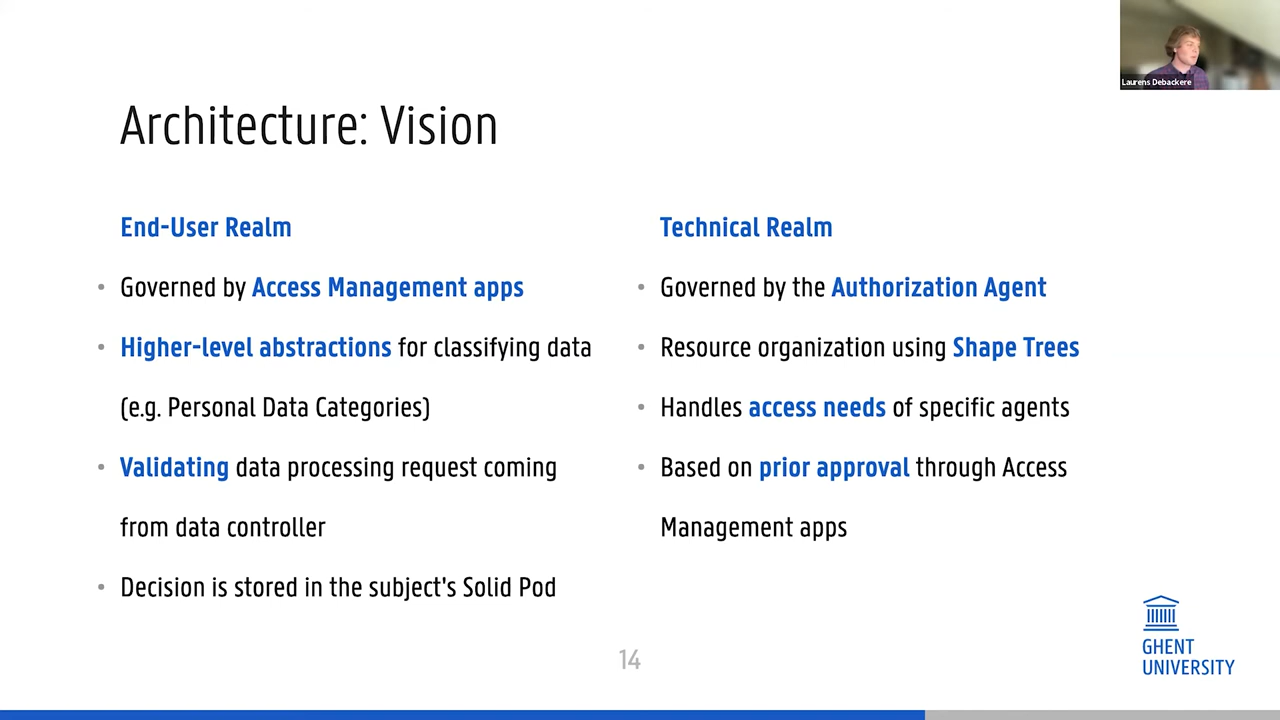 Laurens Debackere
Architecture: Vision
End-User Realm
• Governed by Access Management apps
• Higher-level abstractions for classifying data
(e.g. Personal Data Categories)
• Validating data processing request coming
from data controller
• Decision is stored in the subject's Solid Pod
Technical Realm
• Governed by the Authorization Agent
• Resource organization using Shape Trees
• Handles access needs of specific agents
• Based on prior approval through Access
Management apps
14
GHENT
UNIVERSITY